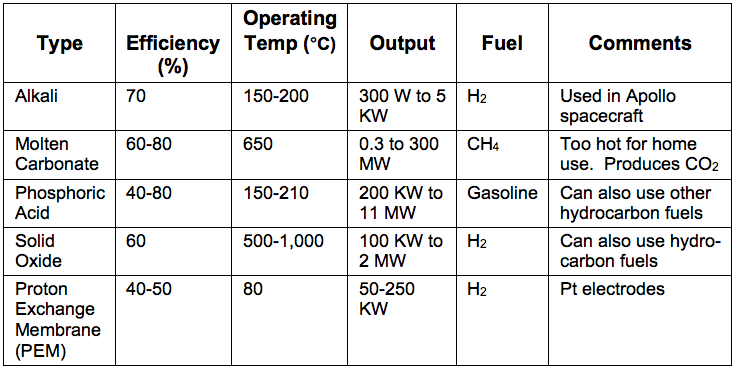 Type Efficiency (%) Operating Temp (°C) Output Fuel Comments
Alkali 70 150-200 300 W to 5 KW H₂ Used in Apollo spacecraft
Molten Carbonate 60-80 650 0.3 to 300 MW CH₄ Too hot for home use. Produces CO₂
Phosphoric Acid 40-80 150-210 200 KW to 11 MW Gasoline Can also use other hydrocarbon fuels
Solid Oxide 60 500-1,000 100 KW to 2 MW H₂ Can also use hydro-carbon fuels
Proton Exchange Membrane (PEM) 40-50 80 50-250 KW H₂ Pt electrodes